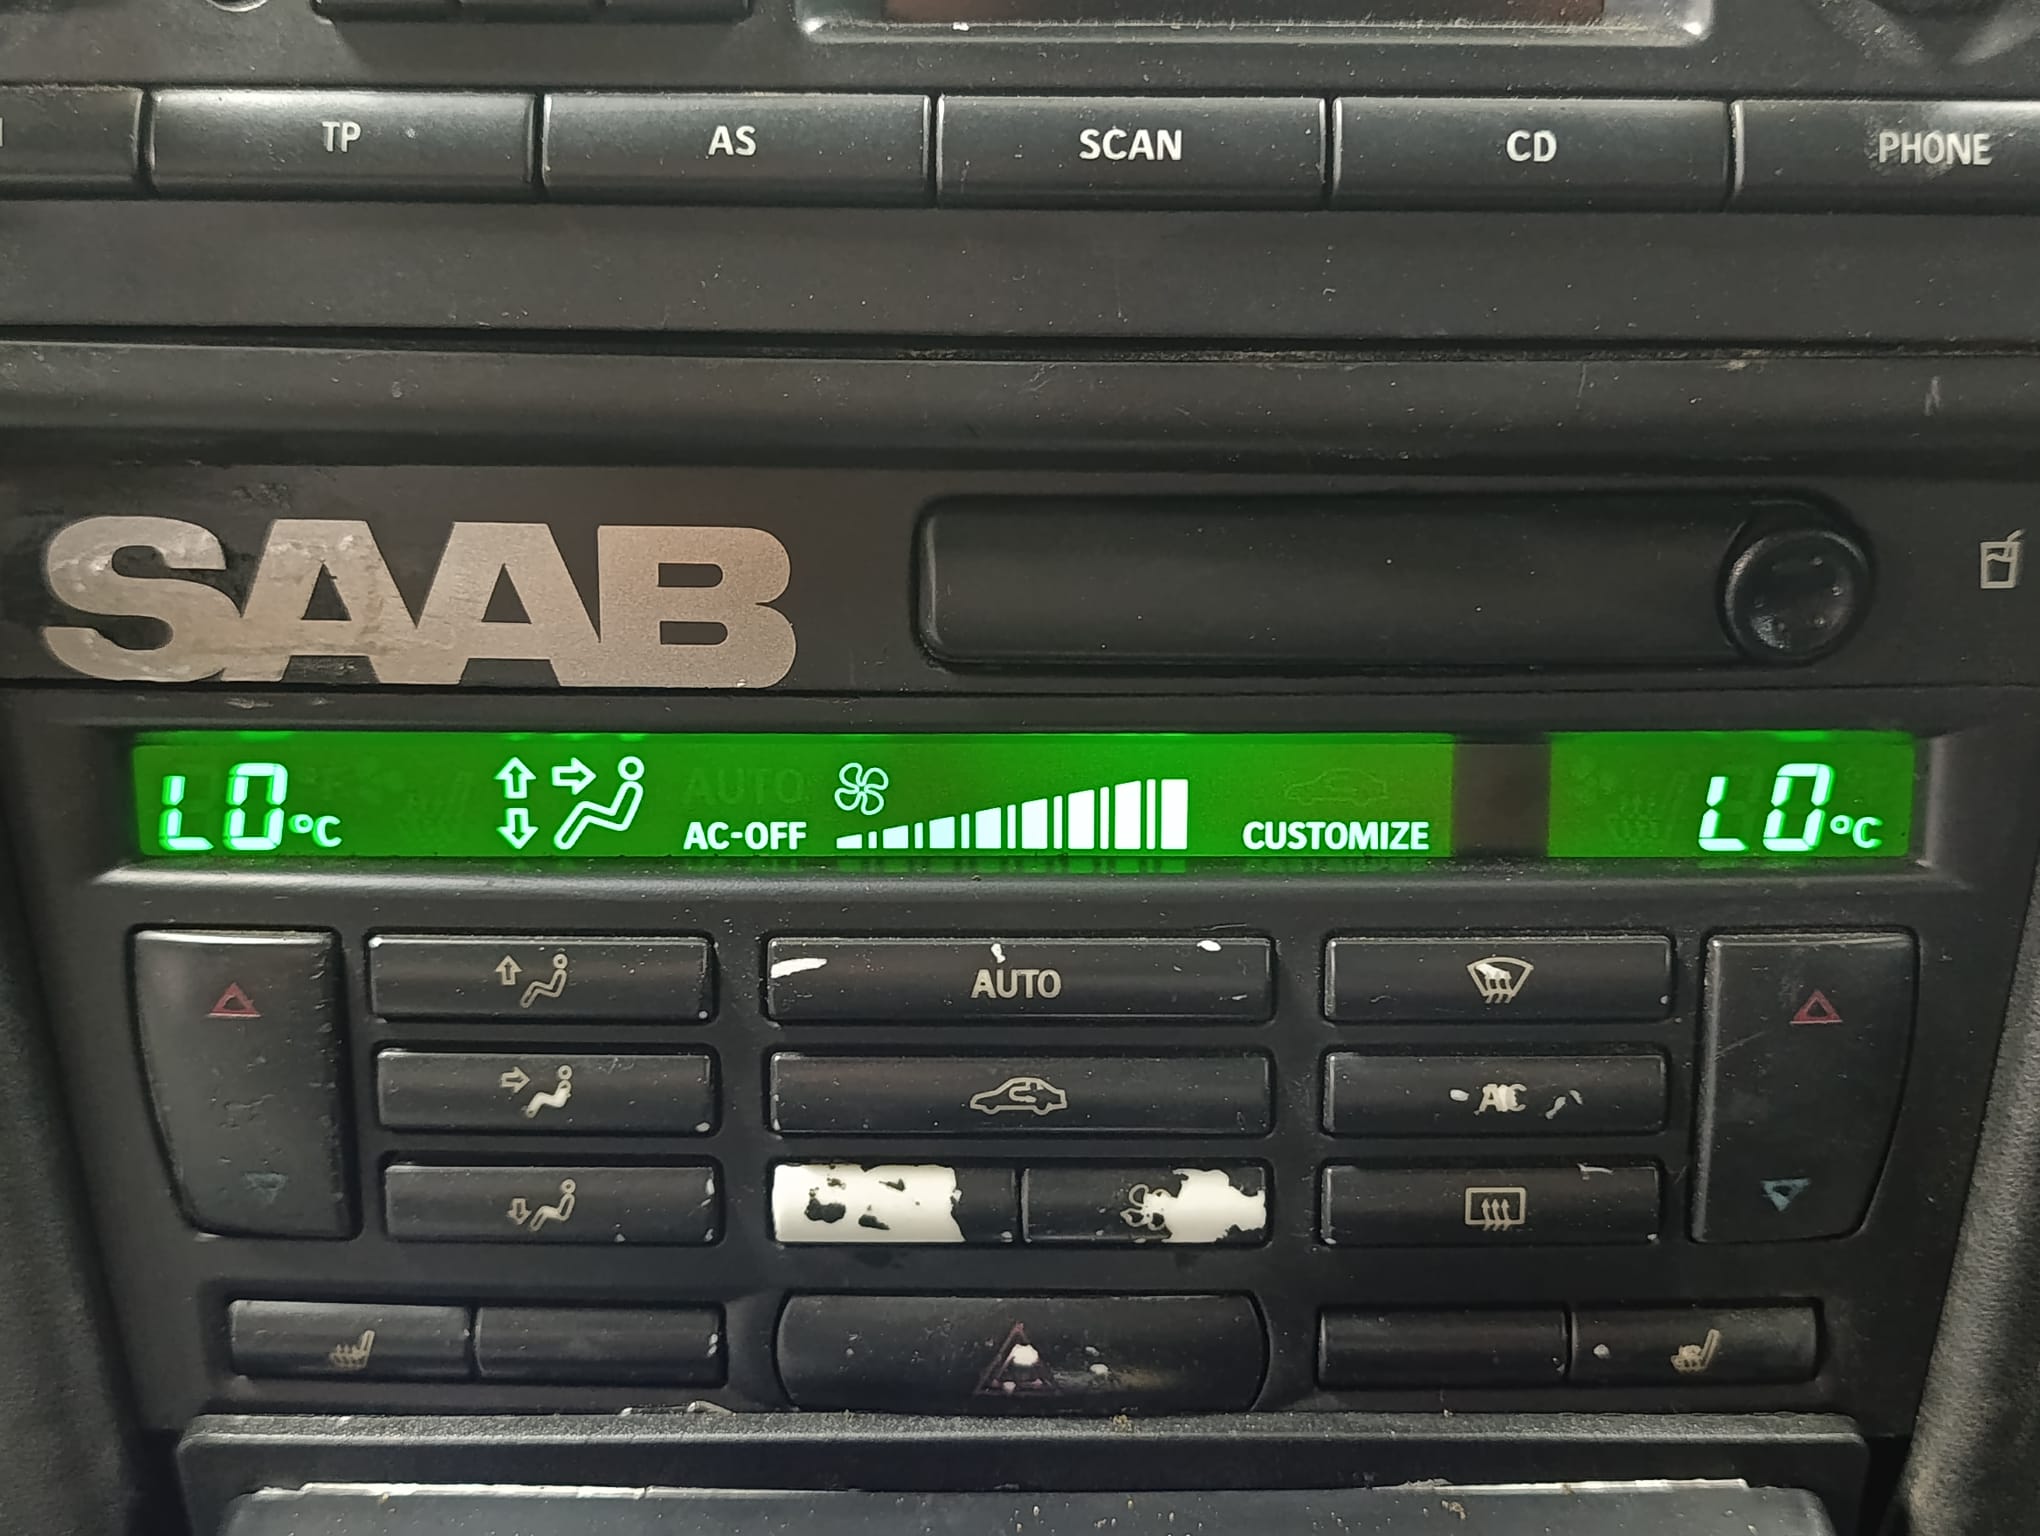 TP AS SCAN CD PHONE
SAAB
LO°C AC-OFF CUSTOMIZE LO°C
AUTO
A/C